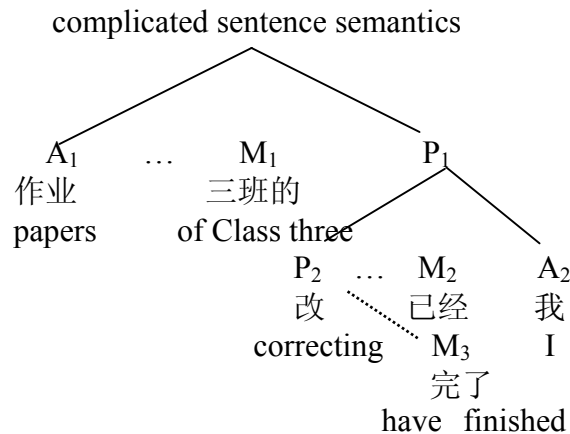 complicated sentence semantics
A₁ … M₁ P₁
作业 三班的
papers of Class three
P₂ … M₂ A₂
改 已经 我
correcting M₃ I
完了
have finished